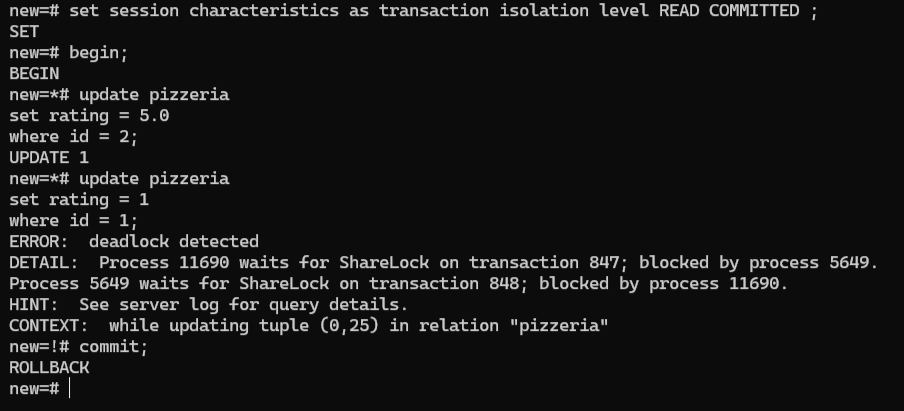 new=# set session characteristics as transaction isolation level READ COMMITTED ;
SET
new=# begin;
BEGIN
new=*# update pizzeria
set rating = 5.0
where id = 2;
UPDATE 1
new=*# update pizzeria
set rating = 1
where id = 1;
ERROR:  deadlock detected
DETAIL:  Process 11690 waits for ShareLock on transaction 847; blocked by process 5649.
Process 5649 waits for ShareLock on transaction 848; blocked by process 11690.
HINT:  See server log for query details.
CONTEXT:  while updating tuple (0,25) in relation "pizzeria"
new=!# commit;
ROLLBACK
new=#